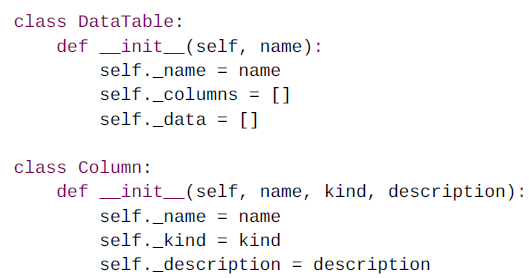 class DataTable:
    def __init__(self, name):
        self._name = name
        self._columns = []
        self._data = []

class Column:
    def __init__(self, name, kind, description):
        self._name = name
        self._kind = kind
        self._description = description